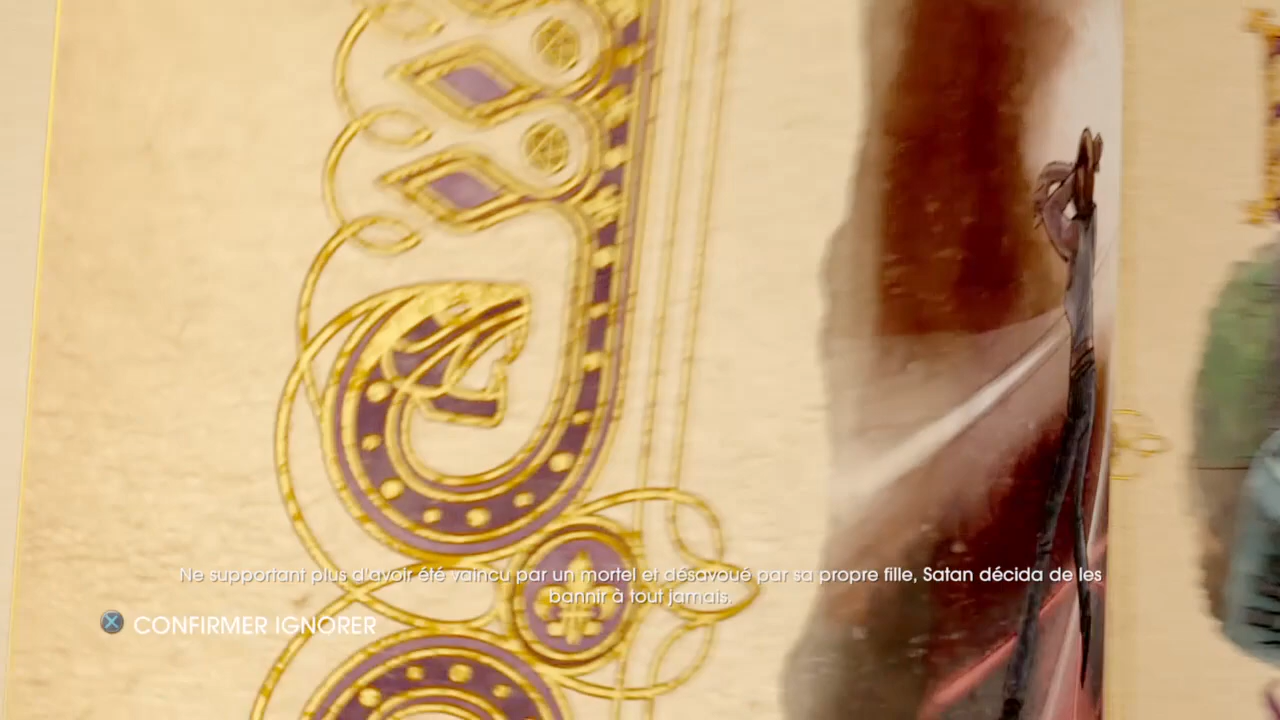 Ne supportant plus d'avoir été vaincu par un mortel et désavoué par sa propre fille, Satan décida de les
bannir à tout jamais.
CONFIRMER IGNORER